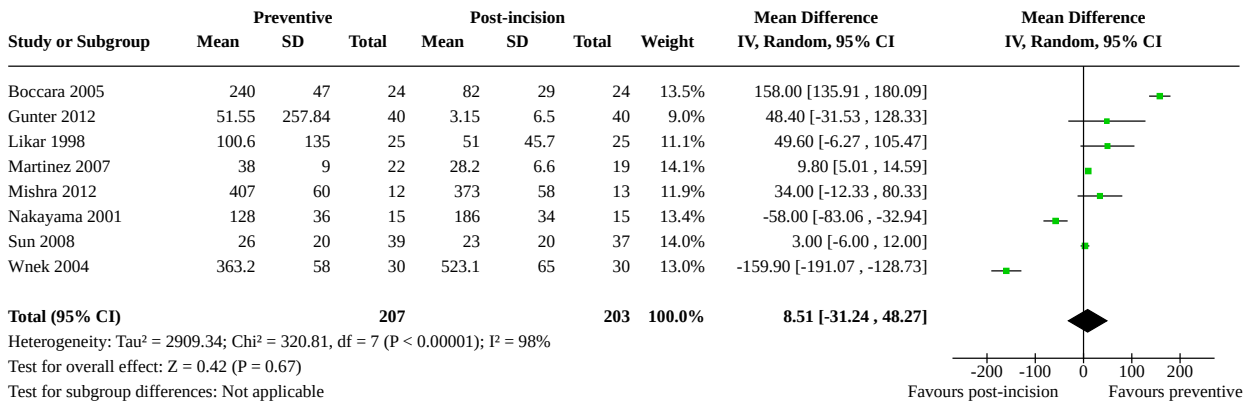 Preventive Post-incision Mean Difference Mean Difference
Study or Subgroup Mean SD Total Mean SD Total Weight IV, Random, 95% CI IV, Random, 95% CI
Boccara 2005 240 47 24 82 29 24 13.5% 158.00 [135.91 , 180.09]
Gunter 2012 51.55 257.84 40 3.15 6.5 40 9.0% 48.40 [-31.53 , 128.33]
Likar 1998 100.6 135 25 51 45.7 25 11.1% 49.60 [-6.27 , 105.47]
Martinez 2007 38 9 22 28.2 6.6 19 14.1% 9.80 [5.01 , 14.59]
Mishra 2012 407 60 12 373 58 13 11.9% 34.00 [-12.33 , 80.33]
Nakayama 2001 128 36 15 186 34 15 13.4% -58.00 [-83.06 , -32.94]
Sun 2008 26 20 39 23 20 37 14.0% 3.00 [-6.00 , 12.00]
Wnek 2004 363.2 58 30 523.1 65 30 13.0% -159.90 [-191.07 , -128.73]
Total (95% CI) 207 203 100.0% 8.51 [-31.24 , 48.27]
Heterogeneity: Tau² = 2909.34; Chi² = 320.81, df = 7 (P < 0.00001); I² = 98%
Test for overall effect: Z = 0.42 (P = 0.67)
Test for subgroup differences: Not applicable
-200 -100 0 100 200
Favours post-incision Favours preventive